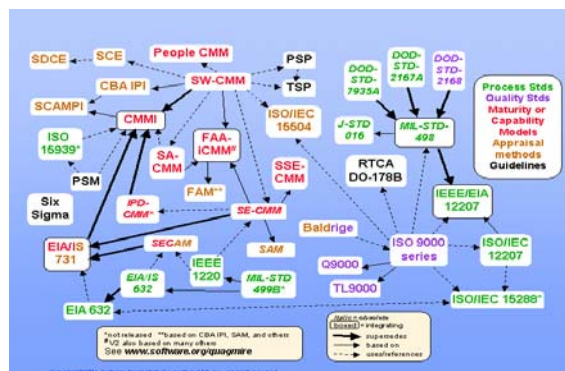 People CMM
SDCE
SCE
SW-CMM
PSP
TSP
CBA IPI
SCAMPI
CMMI
ISO
15939*
PSM
Six
Sigma
SA-
CMM
FAA-
iCMM#
FAM**
ISO/IEC
15504
SSE-
CMM
IPD-
CMM*
SE-CMM
SAM
EIA/IS
731
SECAM
IEEE
1220
EIA/IS
632
MIL-STD
499B*
EIA 632
DOD-
STD-
7935A
DOD-
STD-
2167A
DOD-
STD-
2168
J-STD
016
MIL-STD-
498
RTCA
DO-178B
IEEE/EIA
12207
Baldrige
ISO 9000
series
ISO/IEC
12207
Q9000
TL9000
ISO/IEC 15288*
Process Stds
Quality Stds
Maturity or
Capability
Models
Appraisal
methods
Guidelines
*not released **based on CBA IPI, SAM, and others
#V2 also based on many others
See www.software.org/quagmire
boxed = integrating
supersedes
based on
uses/references